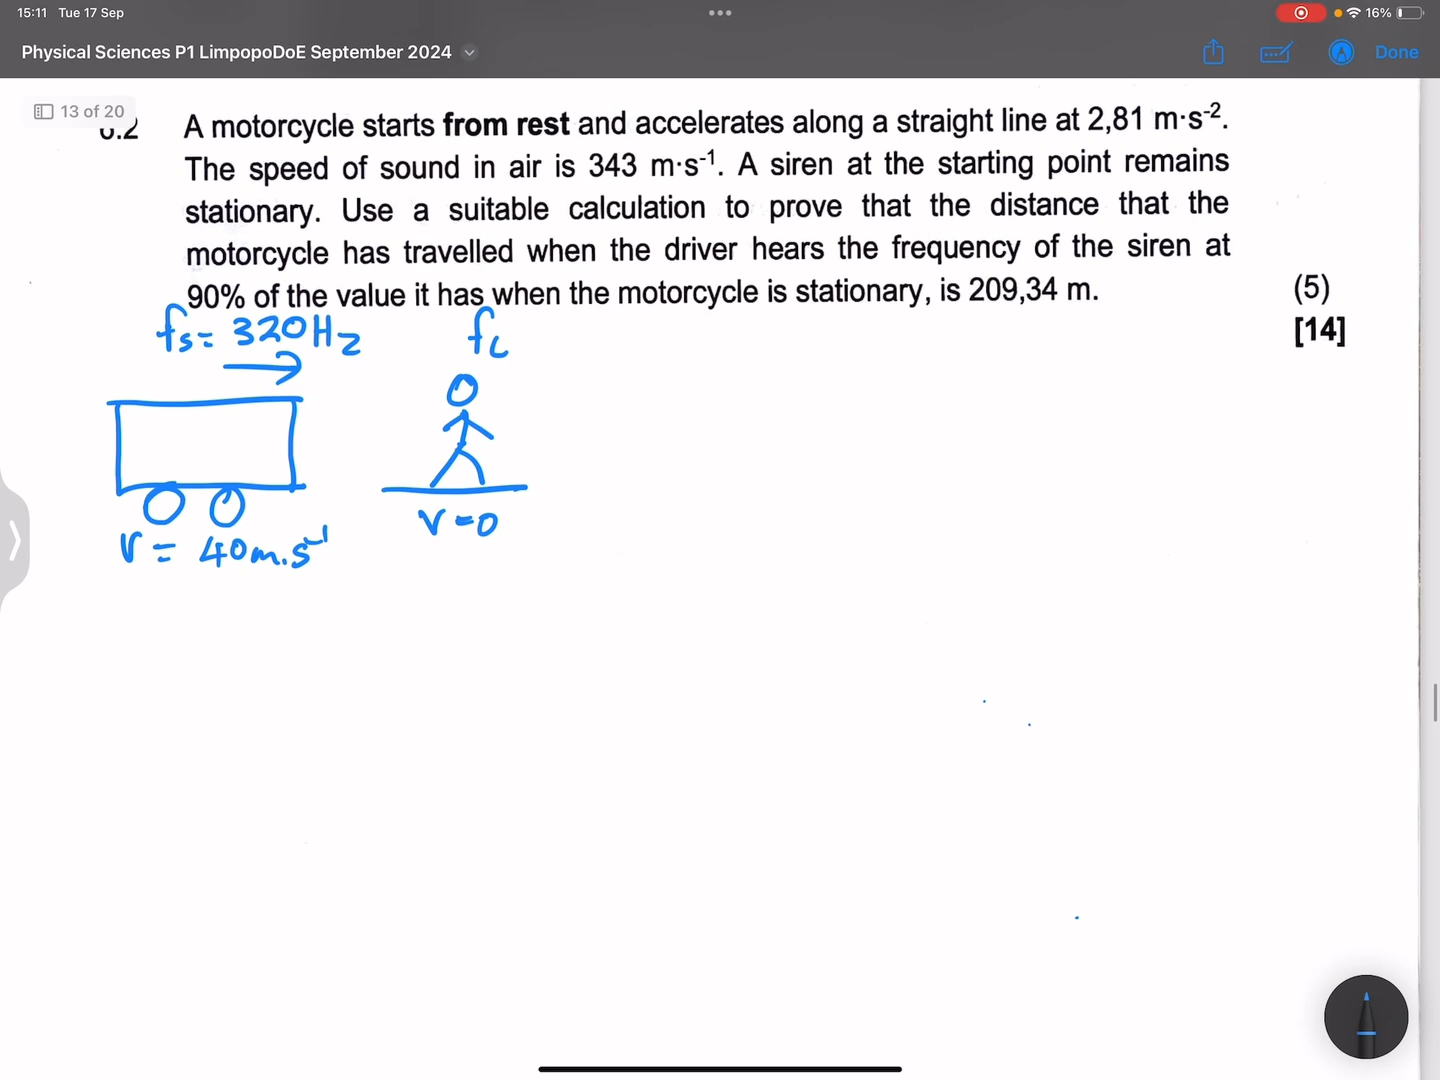 15:11 Tue 17 Sep
16%
Physical Sciences P1 LimpopoDoE September 2024
Done
13 of 20
6.2 A motorcycle starts from rest and accelerates along a straight line at 2,81 m·s⁻².
The speed of sound in air is 343 m·s⁻¹. A siren at the starting point remains
stationary. Use a suitable calculation to prove that the distance that the
motorcycle has travelled when the driver hears the frequency of the siren at
90% of the value it has when the motorcycle is stationary, is 209,34 m. (5)
[14]
fs = 320Hz
fL
v = 0
v = 40m.s⁻¹